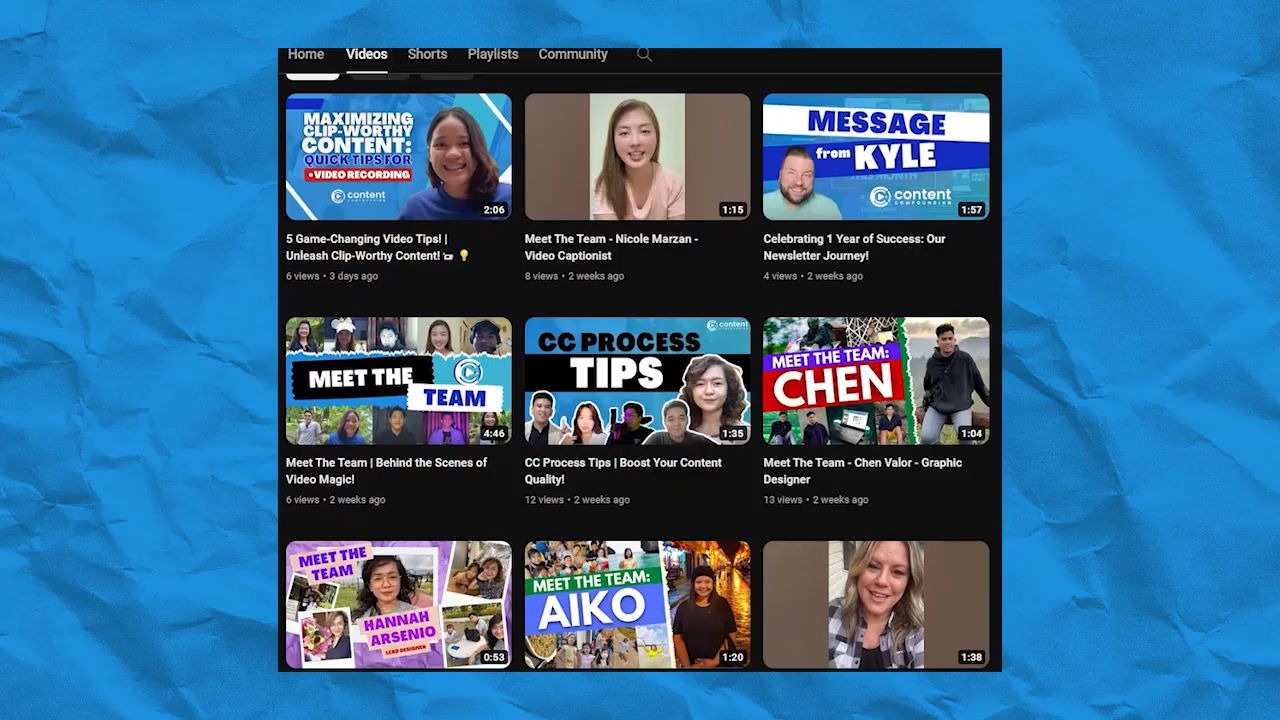 Home Videos Shorts Playlists Community
MAXIMIZING
CLIP-WORTHY
CONTENT:
QUICK TIPS FOR
VIDEO RECORDING
content
2:06
1:15
MESSAGE
from KYLE
THIS MONTH
content
COMPOUNDING
1:57
5 Game-Changing Video Tips! |
Unleash Clip-Worthy Content!
6 views • 3 days ago
Meet The Team - Nicole Marzan -
Video Captionist
8 views • 2 weeks ago
Celebrating 1 Year of Success: Our
Newsletter Journey!
4 views • 2 weeks ago
MEET THE
TEAM
4:46
content
CC PROCESS
TIPS
1:35
MEET THE TEAM:
CHEN
1:04
Meet The Team | Behind the Scenes of
Video Magic!
6 views • 2 weeks ago
CC Process Tips | Boost Your Content
Quality!
12 views • 2 weeks ago
Meet The Team - Chen Valor - Graphic
Designer
13 views • 2 weeks ago
MEET THE
TEAM
HANNAH
ARSENIO
LEAD DESIGNER
0:53
MEET THE TEAM:
AIKO
1:20
1:38